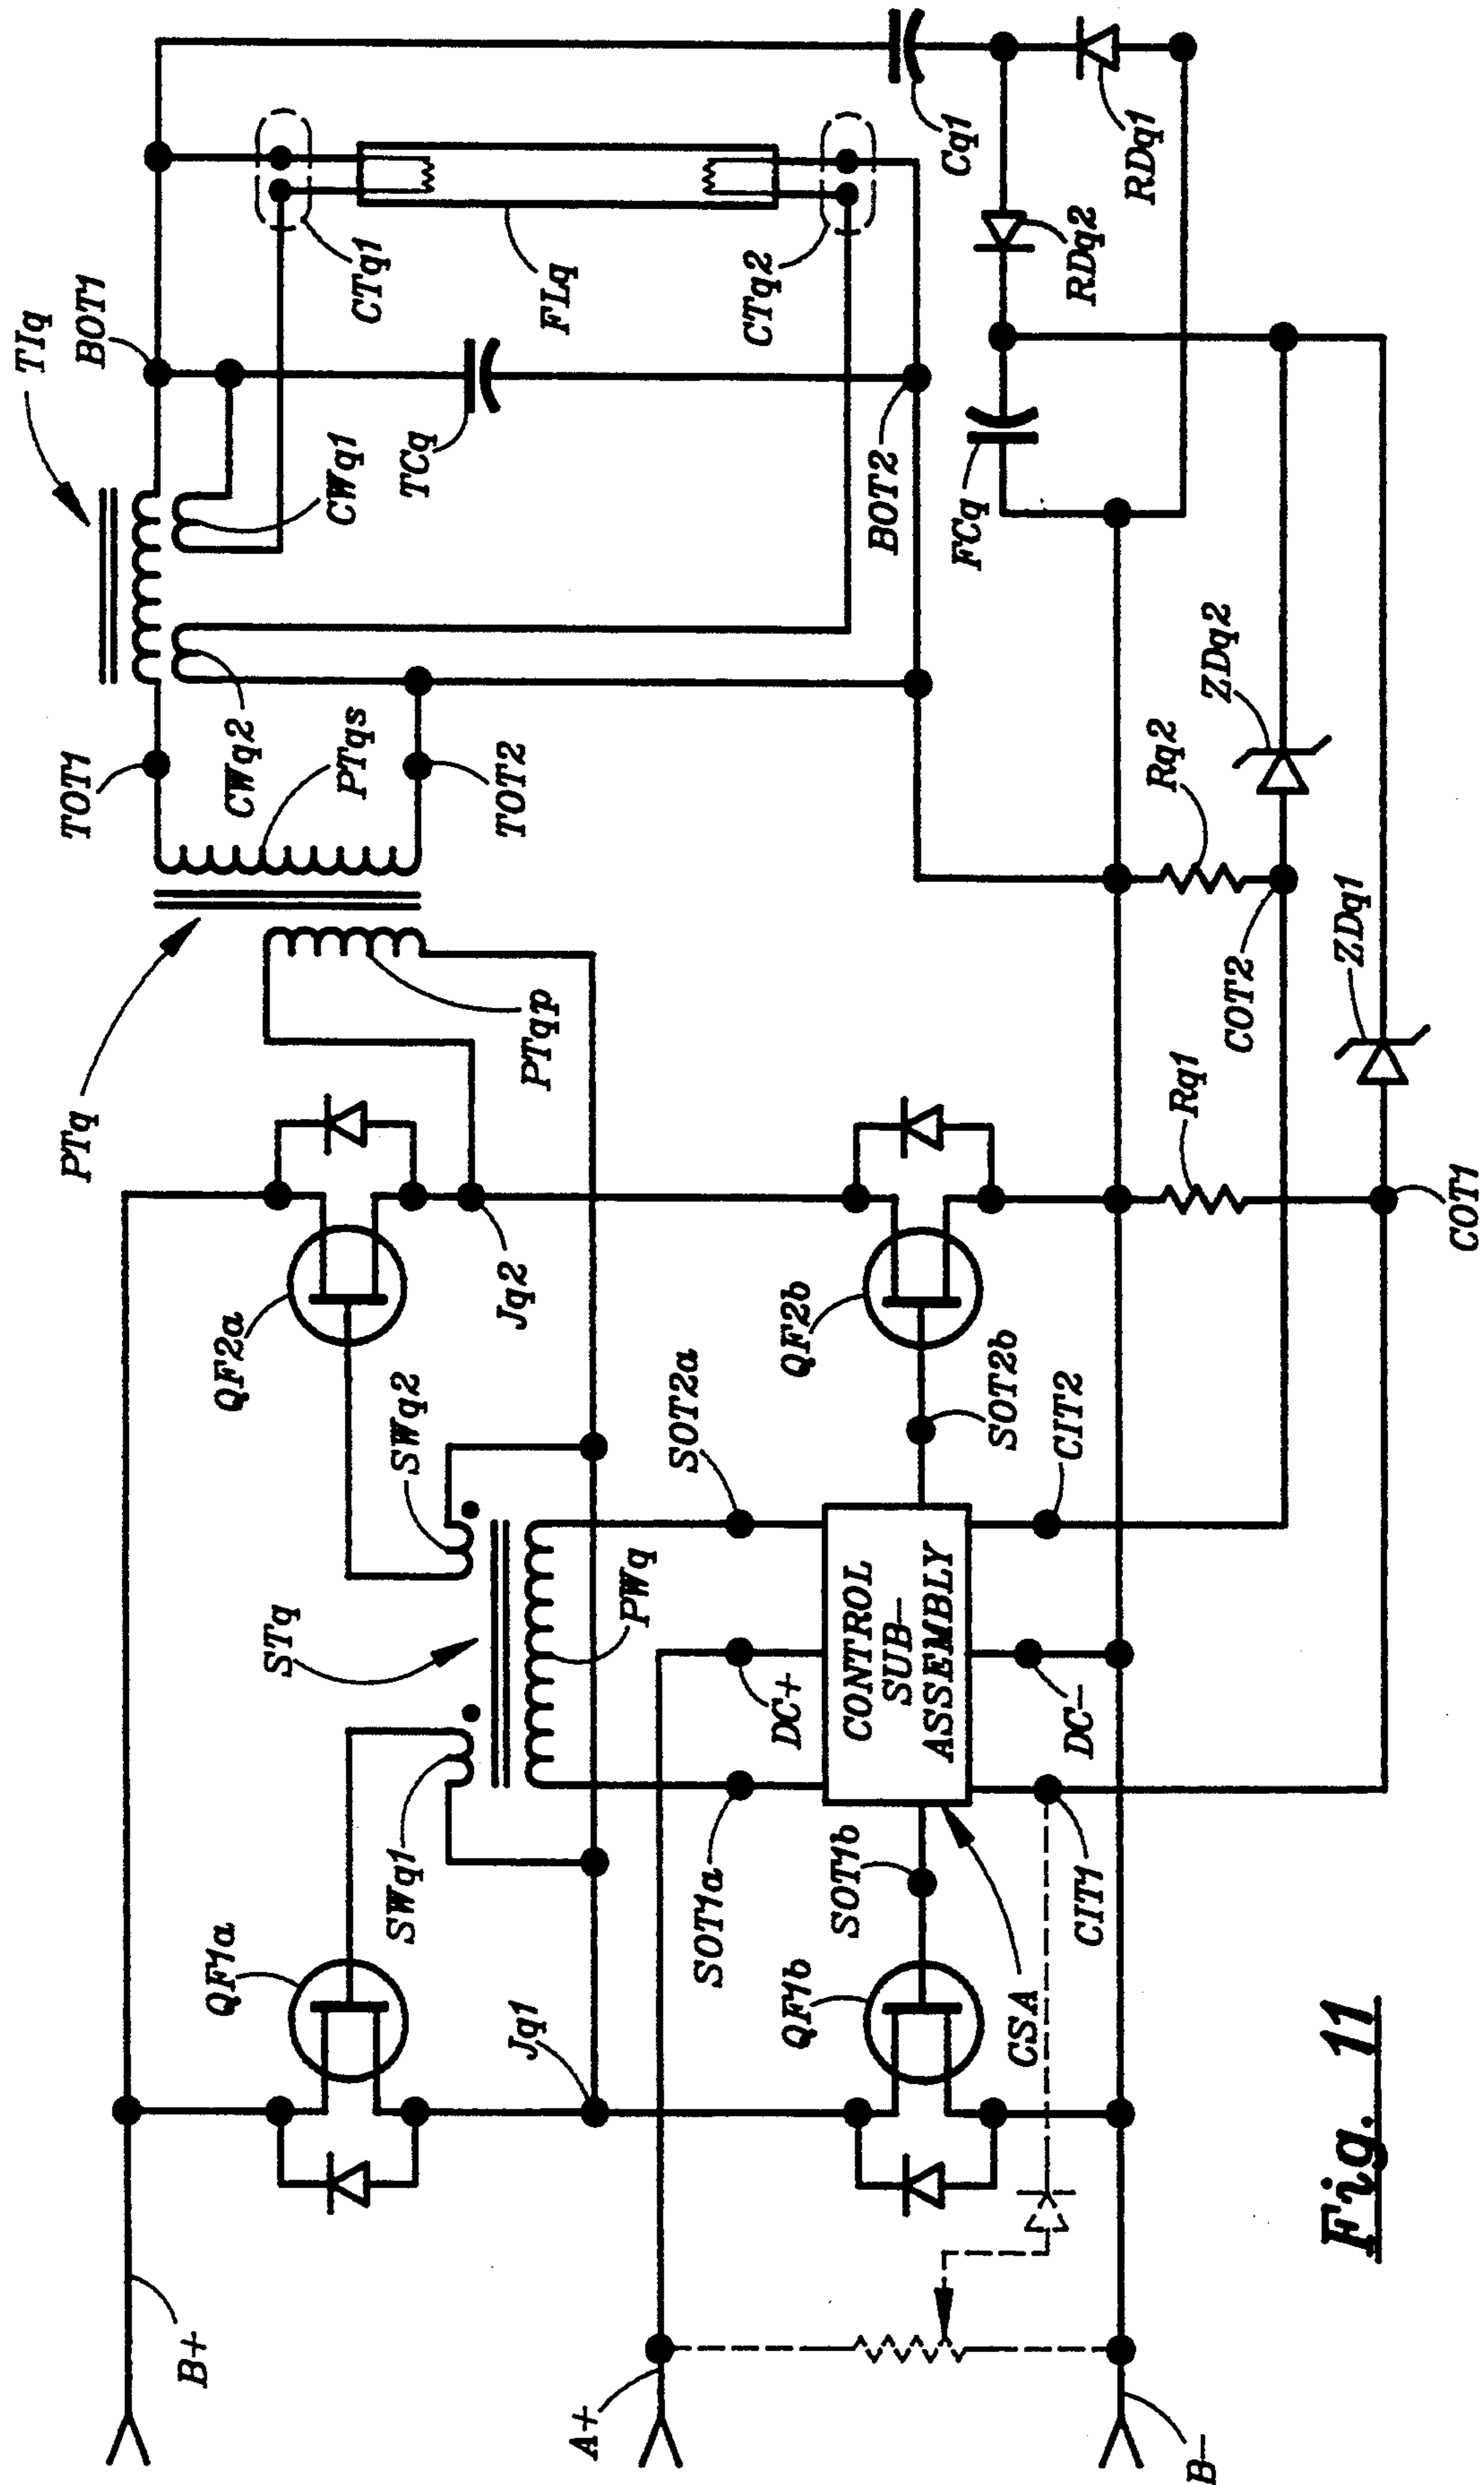 TIq
BOT1
TOT1
CTq1
CWq1
CWq2
PTqs
FLq
TCq
TOT2
CTq2
Cq1
RDq1
RDq2
BOT2
FCq
PTq
PTqp
ZDq2
Rq2
COT2
ZDq1
Rq1
COT1
QF2a
Jq2
SWq2
STq
SOT2a
QF2b
SOT2b
CIT2
PWq
DC+
CONTROL
SUB-
ASSEMBLY
DC-
SWq1
QF1a
SOT1a
SOT1b
CIT1
Jq1
QF1b
CSA
B+
A+
B-
Fig. 11